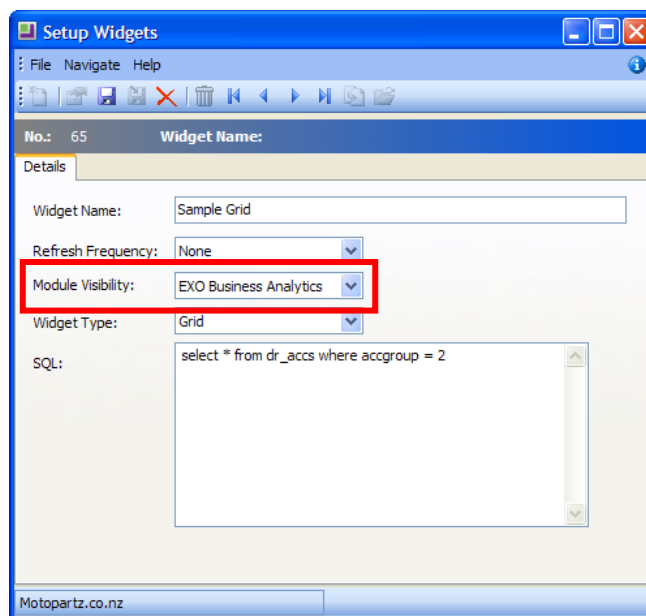 Setup Widgets
File Navigate Help
No.: 65 Widget Name:
Details
Widget Name: Sample Grid
Refresh Frequency: None
Module Visibility: EXO Business Analytics
Widget Type: Grid
SQL: select * from dr_accs where accgroup = 2
Motopartz.co.nz